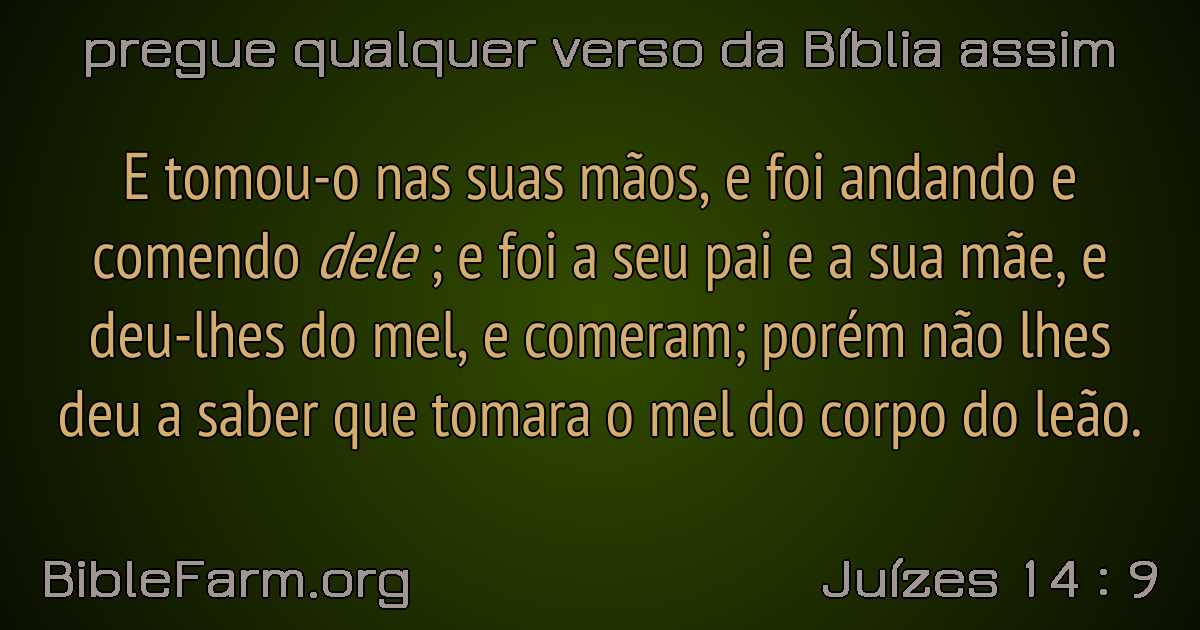 pregue qualquer verso da Bíblia assim
E tomou-o nas suas mãos, e foi andando e
comendo dele ; e foi a seu pai e a sua mãe, e
deu-lhes do mel, e comeram; porém não lhes
deu a saber que tomara o mel do corpo do leão.
BibleFarm.org
Juízes 14 : 9